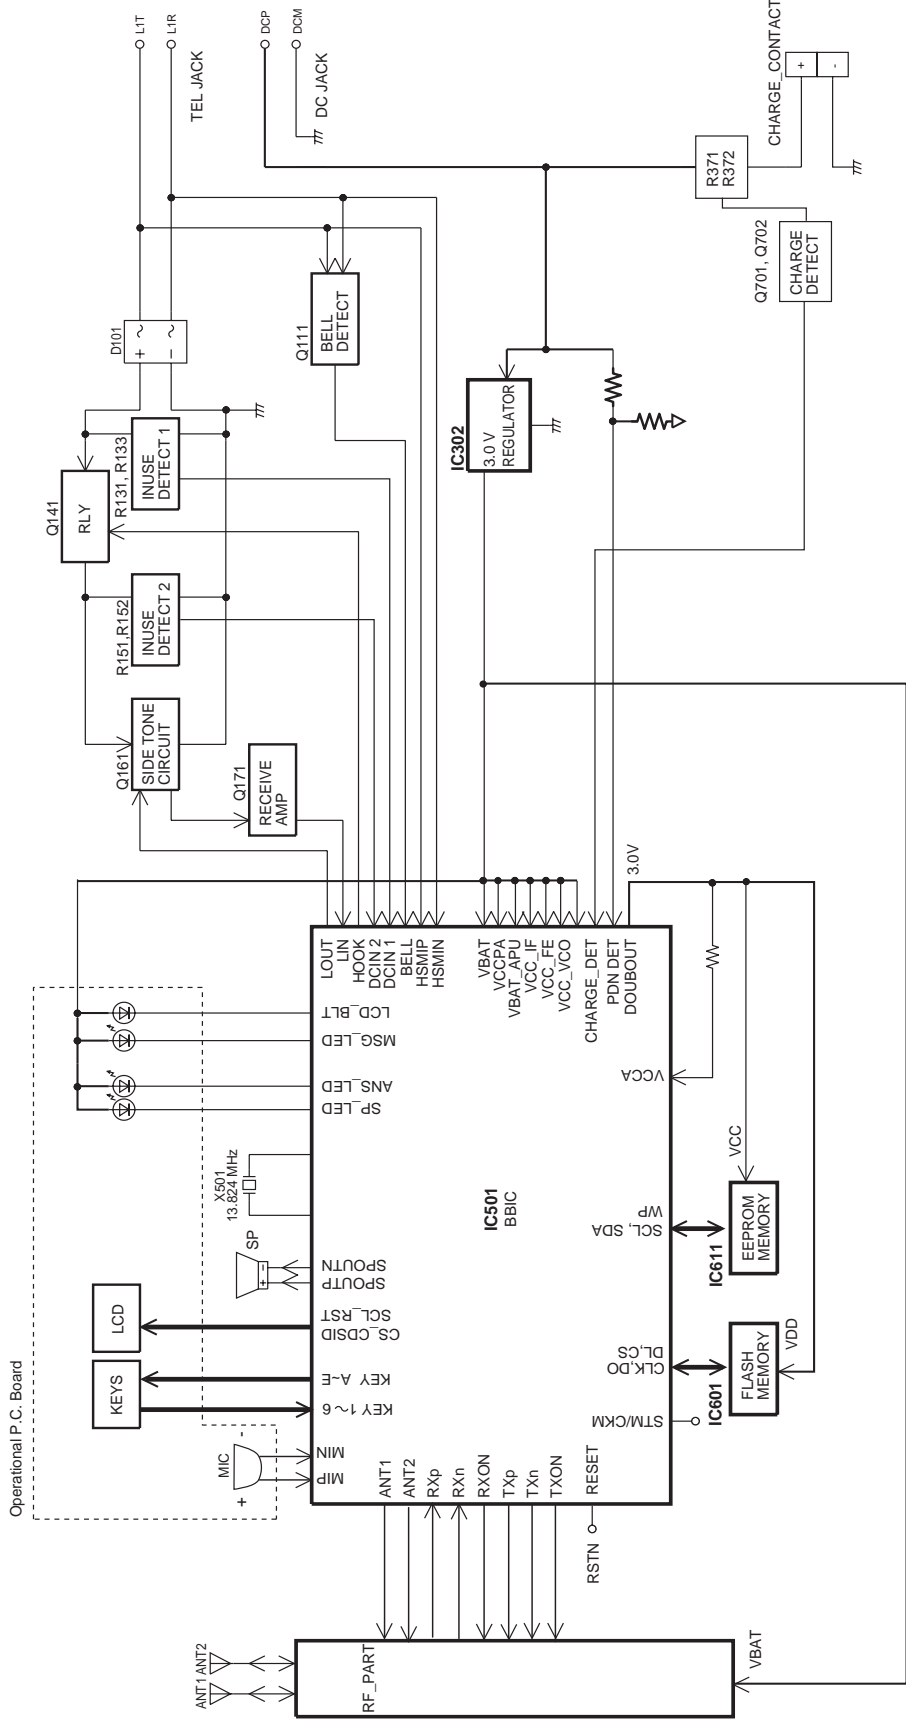 L1T
L1R
TEL JACK
DCP
DCM
DC JACK
CHARGE_CONTACT
+
-
D101
+ ~
− ~
Q141
RLY
R131, R133
INUSE
DETECT 1
Q111
BELL
DETECT
R371
R372
Q701, Q702
CHARGE
DETECT
IC302
3.0 V
REGULATOR
R151,R152
INUSE
DETECT 2
Q161
SIDE TONE
CIRCUIT
Q171
RECEIVE
AMP
3.0V
LOUT
LIN
HOOK
DCIN 2
DCIN 1
BELL
HSMIP
HSMIN
VBAT
VCCPA
VBAT_APU
VCC_IF
VCC_FE
VCC_VCO
CHARGE_DET
PDN DET
DOUBOUT
Operational P.C. Board
LCD_BLT
MSG_LED
ANS_LED
SP_LED
X501
13.824 MHz
SP
-
+
SPOUTN
SPOUTP
LCD
SCL_RST
CS_CDSID
KEYS
KEY A~E
KEY 1~6
MIC
-
+
MIN
MIP
IC501
BBIC
VCCA
VCC
WP
SCL, SDA
IC611
EEPROM
MEMORY
DI,CS
CLK,DO
IC601
FLASH
MEMORY
VDD
STM/CKM
ANT1
ANT2
RXp
RXn
RXON
TXp
TXn
TXON
RESET
RSTN
ANT1 ANT2
RF_PART
VBAT